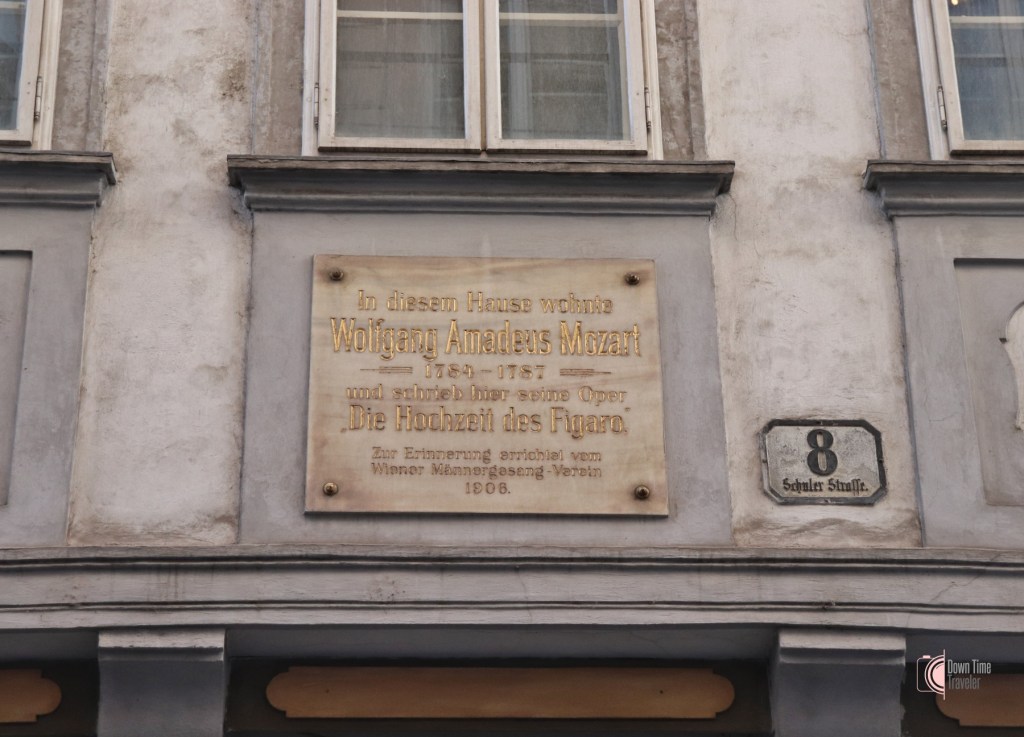 In diesem Hause wohnte
Wolfgang Amadeus Mozart
1784-1787
und schrieb hier seine Oper
„Die Hochzeit des Figaro."
Zur Erinnerung errichtet vom
Wiener Männergesang-Verein
1906.
8
Schuler Strasse.
Down Time
Traveler